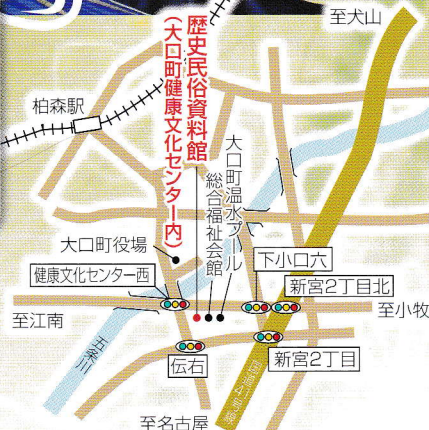 至犬山
歴史民俗資料館
（大口町健康文化センター内）
柏森駅
大口町温水プール
総合福祉会館
大口町役場
健康文化センター西
下小口六
新宮2丁目北
至江南
至小牧
五条川
伝右
新宮2丁目
至名古屋